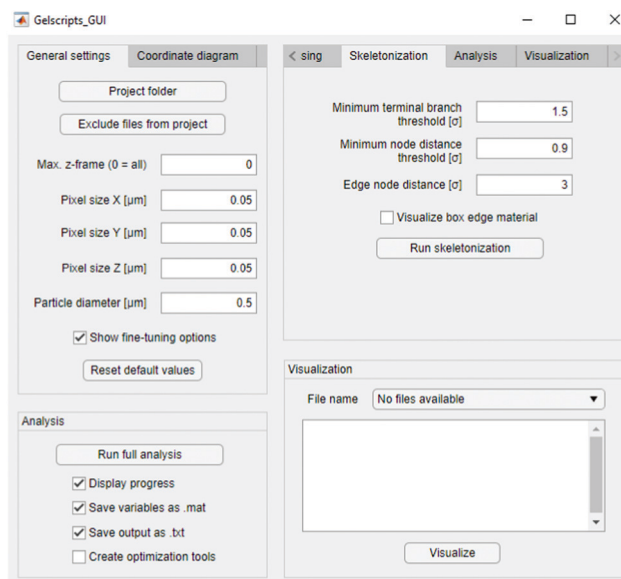 Gelscripts_GUI
General settings
Coordinate diagram
Project folder
Exclude files from project
Max. z-frame (0 = all) 0
Pixel size X [µm] 0.05
Pixel size Y [µm] 0.05
Pixel size Z [µm] 0.05
Particle diameter [µm] 0.5
Show fine-tuning options
Reset default values
Analysis
Run full analysis
Display progress
Save variables as .mat
Save output as .txt
Create optimization tools
< sing
Skeletonization
Analysis
Visualization
>
Minimum terminal branch
threshold [σ] 1.5
Minimum node distance
threshold [σ] 0.9
Edge node distance [σ] 3
Visualize box edge material
Run skeletonization
Visualization
File name No files available
Visualize